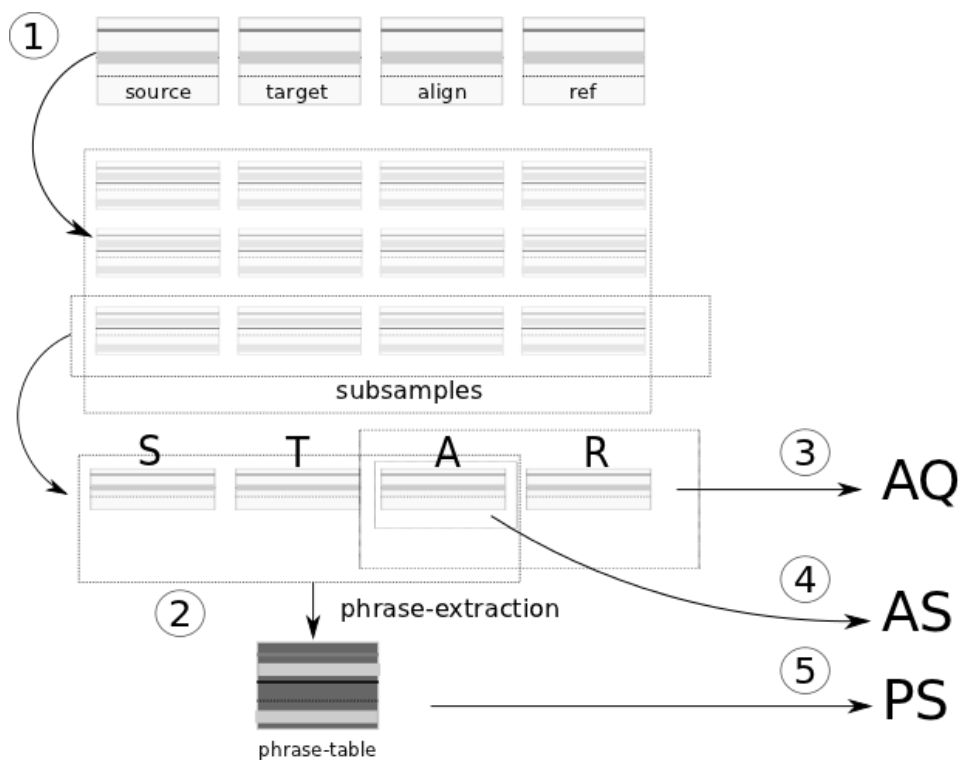 1
source target align ref
subsamples
S T A R
3
AQ
4
AS
2
phrase-extraction
5
PS
phrase-table